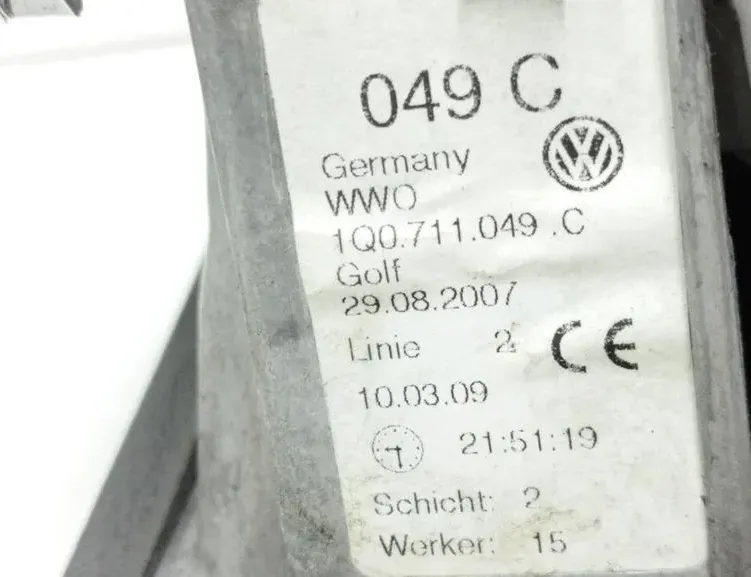 049 C
Germany
WWO
1Q0.711.049 .C
Golf
29.08.2007
Linie 2
CE
10.03.09
21:51:19
Schicht: 2
Werker: 15